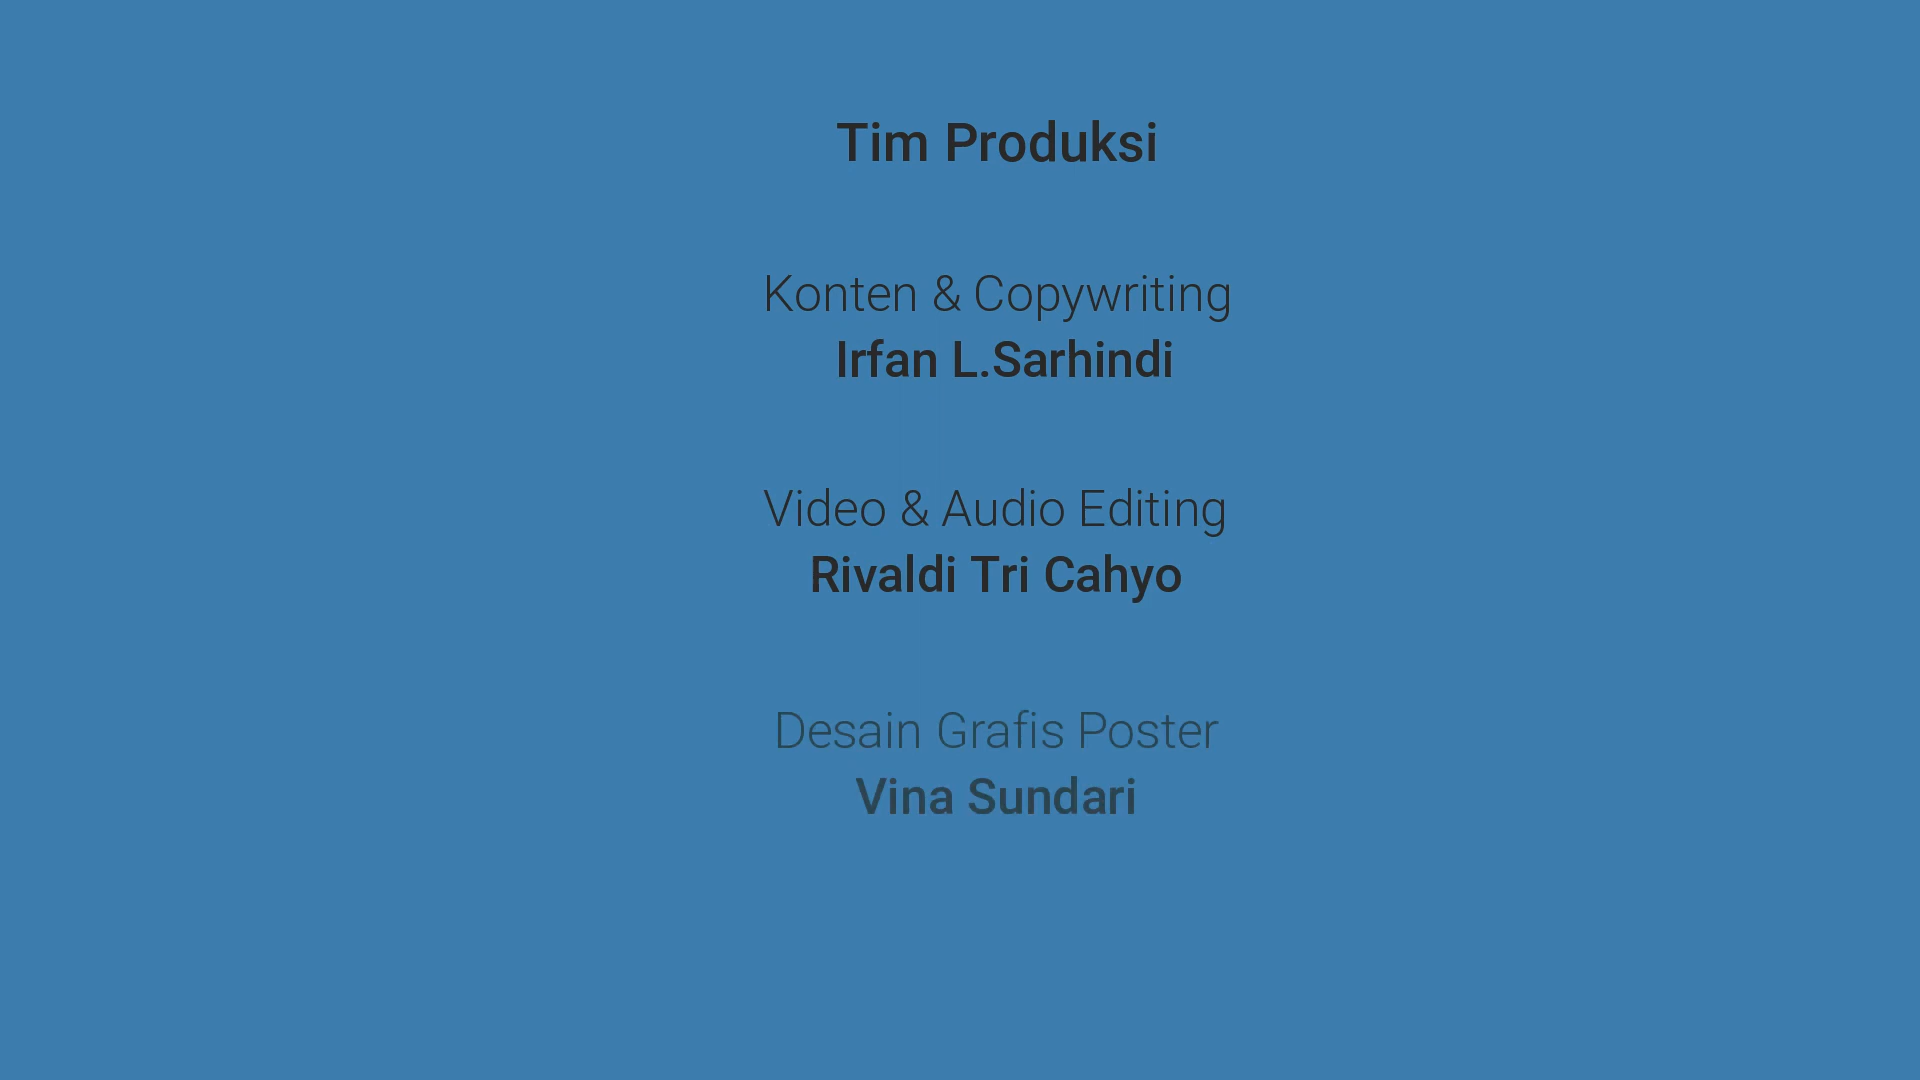 Tim Produksi
Konten & Copywriting
Irfan L.Sarhindi
Video & Audio Editing
Rivaldi Tri Cahyo
Desain Grafis Poster
Vina Sundari